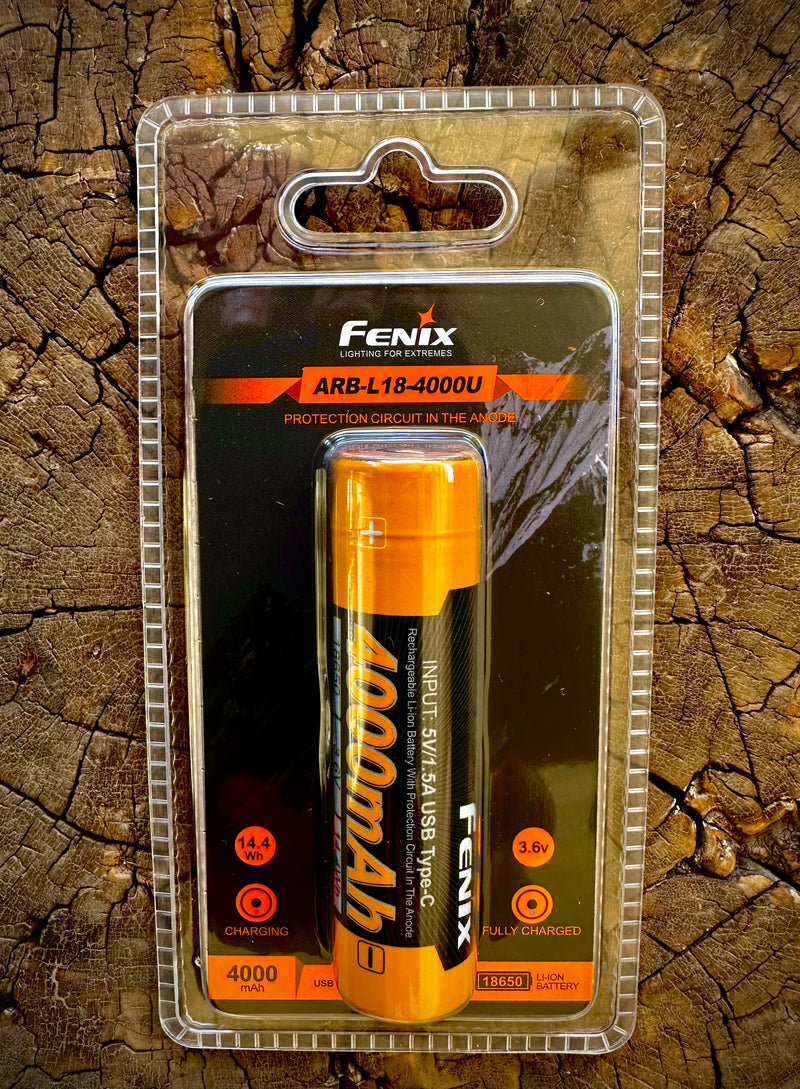 FENIX
LIGHTING FOR EXTREMES
ARB-L18-4000U
PROTECTION CIRCUIT IN THE ANODE
+
INPUT: 5V/1.5A USB Type-C
Rechargeable Li-ion Battery With Protection Circuit In The Anode
4000mAh
FENIX
14.4
Wh
CHARGING
3.6v
FULLY CHARGED
4000
mAh
USB
18650
LI-ION
BATTERY